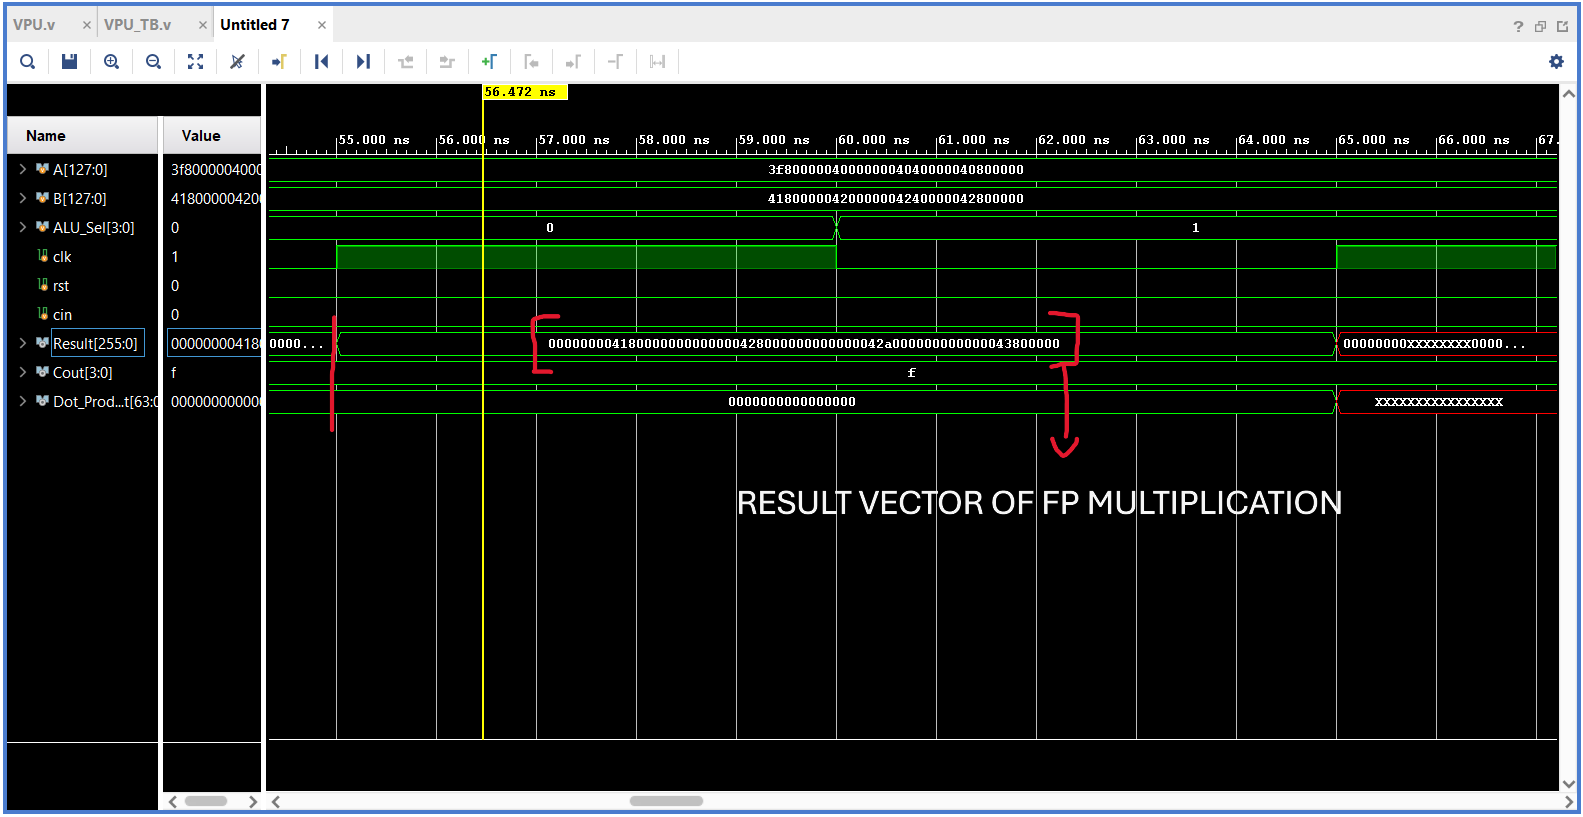 VPU.v × VPU_TB.v × Untitled 7 ×
56.472 ns
Name Value 55.000 ns 56.000 ns 57.000 ns 58.000 ns 59.000 ns 60.000 ns 61.000 ns 62.000 ns 63.000 ns 64.000 ns 65.000 ns 66.000 ns 67.
A[127:0] 3f8000004000 3f800000400000004040000040800000
B[127:0] 418000004200 41800000420000004240000042800000
ALU_Sel[3:0] 0 0 1
clk 1
rst 0
cin 0
Result[255:0] 000000004180 0000... 000000004180000000000000428000000000000042a000000000000043800000 00000000XXXXXXXX0000...
Cout[3:0] f f
Dot_Prod...t[63:0 000000000000 0000000000000000 XXXXXXXXXXXXXXXX
RESULT VECTOR OF FP MULTIPLICATION